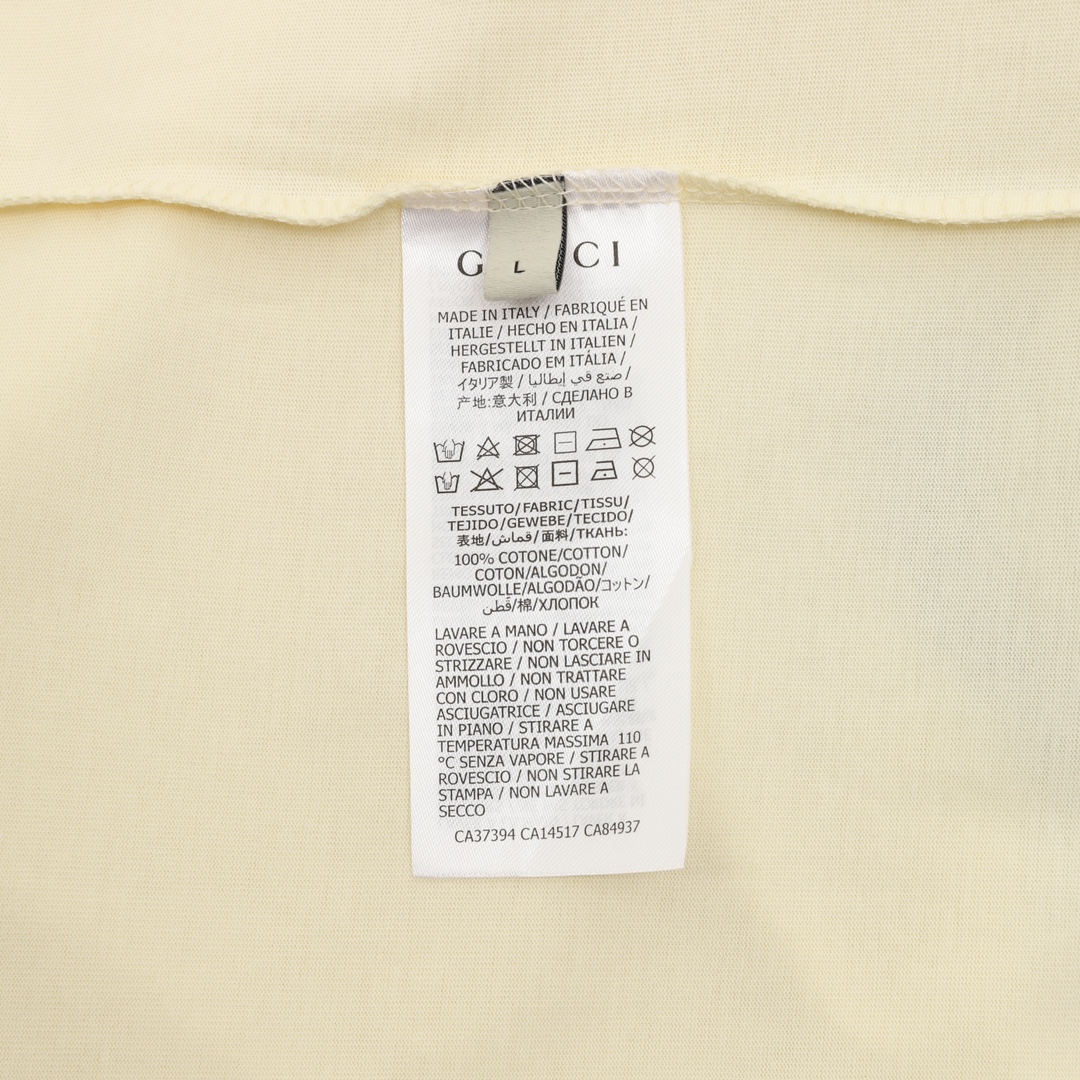 G CI
L
MADE IN ITALY / FABRIQUÉ EN
ITALIE / HECHO EN ITALIA /
HERGESTELLT IN ITALIEN /
FABRICADO EM ITÁLIA /
イタリア製 / صنع في إيطاليا /
产地:意大利 / СДЕЛАНО В
ИТАЛИИ
TESSUTO/FABRIC/TISSU/
TEJIDO/GEWEBE/TECIDO/
表地/قماش/面料/ТКАНЬ:
100% COTONE/COTTON/
COTON/ALGODON/
BAUMWOLLE/ALGODÃO/コットン/
قُطن/棉/ХЛОПОК
LAVARE A MANO / LAVARE A
ROVESCIO / NON TORCERE O
STRIZZARE / NON LASCIARE IN
AMMOLLO / NON TRATTARE
CON CLORO / NON USARE
ASCIUGATRICE / ASCIUGARE
IN PIANO / STIRARE A
TEMPERATURA MASSIMA 110
°C SENZA VAPORE / STIRARE A
ROVESCIO / NON STIRARE LA
STAMPA / NON LAVARE A
SECCO
CA37394 CA14517 CA84937